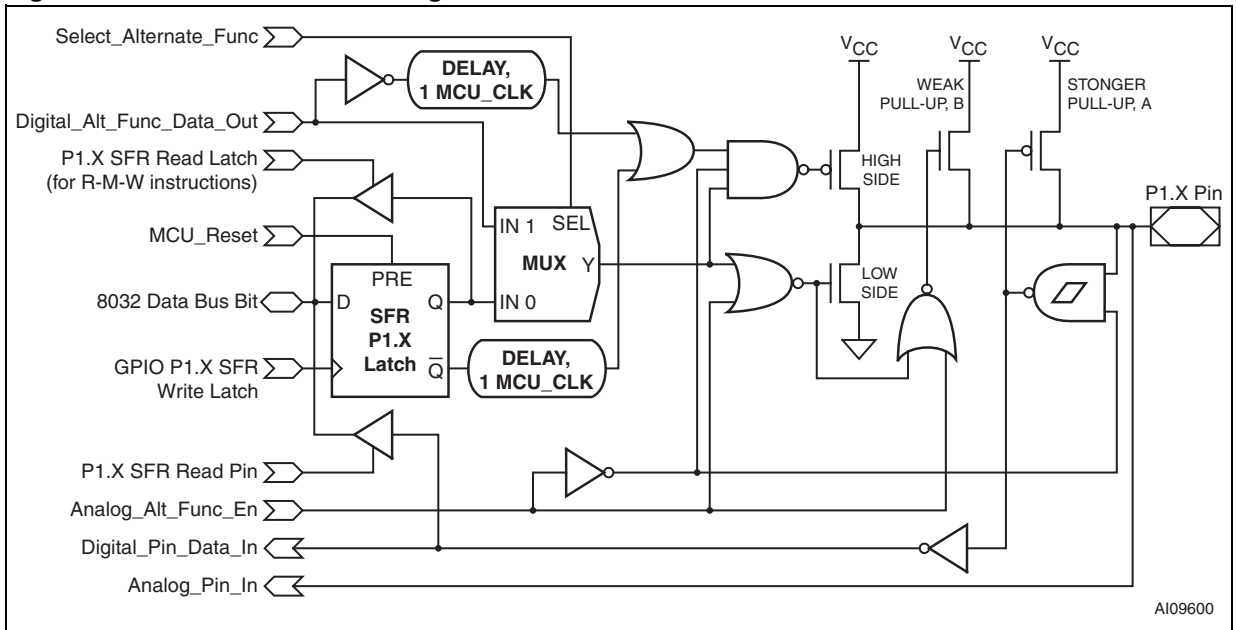 Select_Alternate_Func
DELAY,
1 MCU_CLK
Digital_Alt_Func_Data_Out
P1.X SFR Read Latch
(for R-M-W instructions)
MCU_Reset
8032 Data Bus Bit
GPIO P1.X SFR
Write Latch
P1.X SFR Read Pin
Analog_Alt_Func_En
Digital_Pin_Data_In
Analog_Pin_In
PRE
D
Q
SFR
P1.X
Latch
Q
DELAY,
1 MCU_CLK
IN 1
SEL
MUX
Y
IN 0
VCC
HIGH
SIDE
LOW
SIDE
VCC
WEAK
PULL-UP, B
VCC
STONGER
PULL-UP, A
P1.X Pin
AI09600